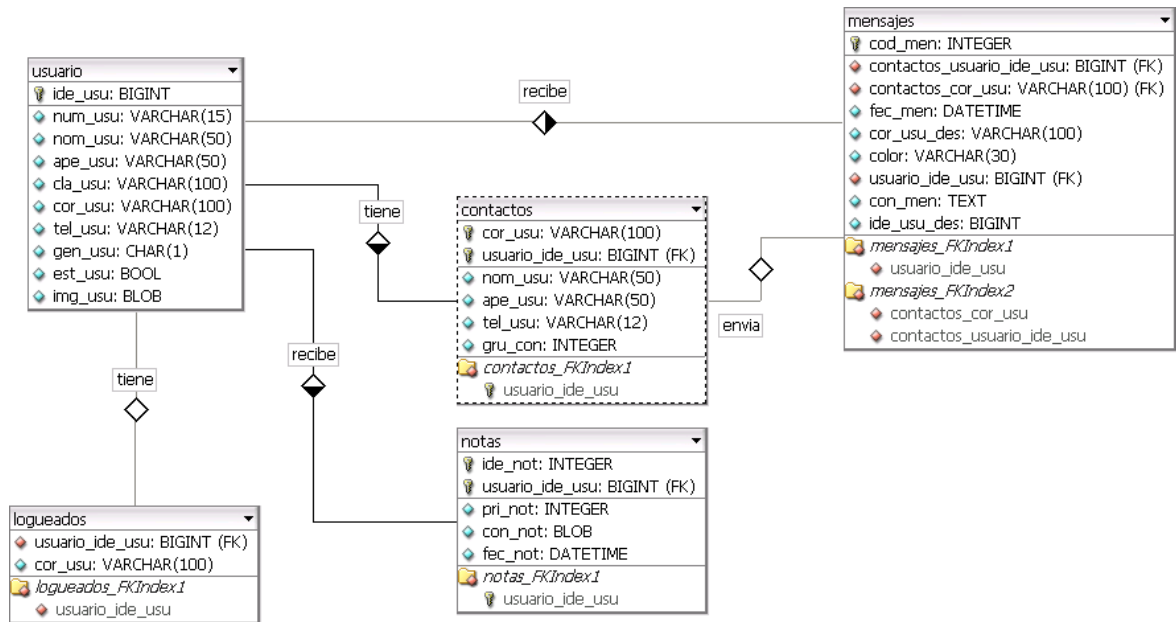 usuario
ide_usu: BIGINT
num_usu: VARCHAR(15)
nom_usu: VARCHAR(50)
ape_usu: VARCHAR(50)
cla_usu: VARCHAR(100)
cor_usu: VARCHAR(100)
tel_usu: VARCHAR(12)
gen_usu: CHAR(1)
est_usu: BOOL
img_usu: BLOB
recibe
mensajes
cod_men: INTEGER
contactos_usuario_ide_usu: BIGINT (FK)
contactos_cor_usu: VARCHAR(100) (FK)
fec_men: DATETIME
cor_usu_des: VARCHAR(100)
color: VARCHAR(30)
usuario_ide_usu: BIGINT (FK)
con_men: TEXT
ide_usu_des: BIGINT
mensajes_FKIndex1
usuario_ide_usu
mensajes_FKIndex2
contactos_cor_usu
contactos_usuario_ide_usu
tiene
contactos
cor_usu: VARCHAR(100)
usuario_ide_usu: BIGINT (FK)
nom_usu: VARCHAR(50)
ape_usu: VARCHAR(50)
tel_usu: VARCHAR(12)
gru_con: INTEGER
contactos_FKIndex1
usuario_ide_usu
envia
recibe
tiene
notas
ide_not: INTEGER
usuario_ide_usu: BIGINT (FK)
pri_not: INTEGER
con_not: BLOB
fec_not: DATETIME
notas_FKIndex1
usuario_ide_usu
logueados
usuario_ide_usu: BIGINT (FK)
cor_usu: VARCHAR(100)
logueados_FKIndex1
usuario_ide_usu